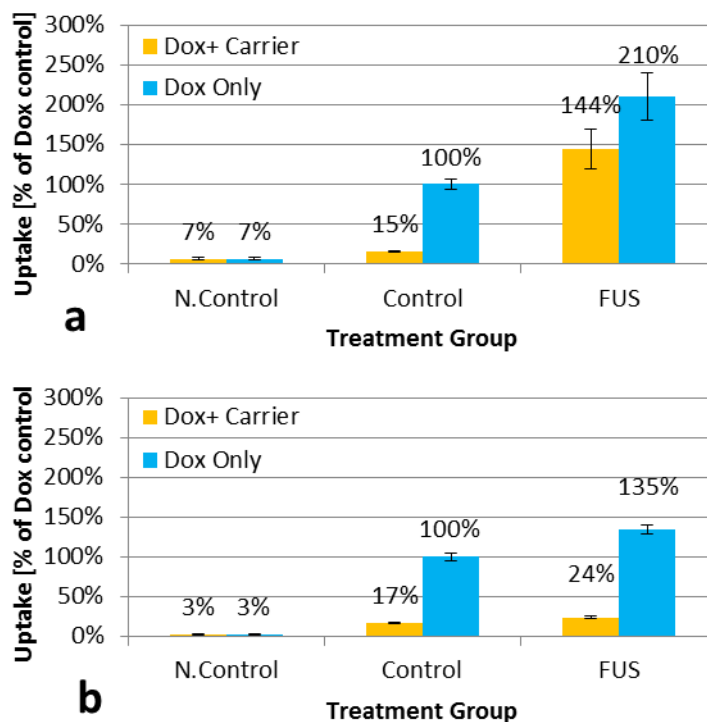 300%
Dox+ Carrier
210%
250%
Dox Only
200%
144%
150%
100%
100%
50%
7% 7%
15%
0%
N.Control Control FUS
Treatment Group
Uptake [% of Dox control]
a
300%
Dox+ Carrier
250%
Dox Only
200%
135%
150%
100%
100%
17%
24%
50%
3% 3%
0%
N.Control Control FUS
Treatment Group
Uptake [% of Dox control
b